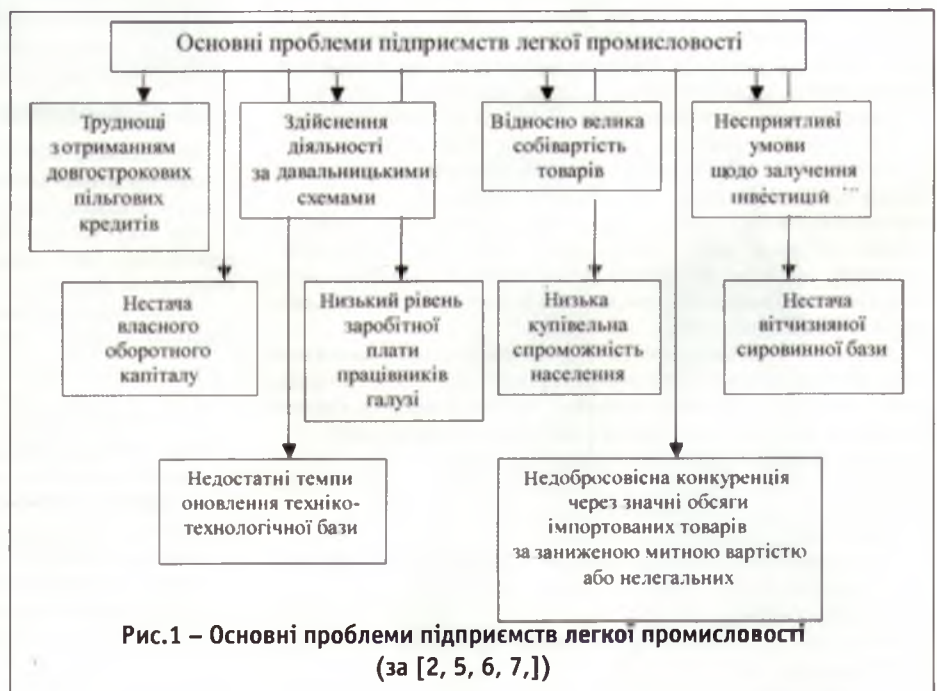 Основні проблеми підприємств легкої промисловості
Труднощі
з отриманням
довгострокових
пільгових
кредитів
Здійснення
діяльності
за давальницькими
схемами
Відносно велика
собівартість
товарів
Несприятливі
умови
щодо залучення
інвестицій
Нестача
власного
оборотного
капіталу
Низький рівень
заробітної
плати
працівників
галузі
Низька
купівельна
спроможність
населення
Нестача
вітчизняної
сировинної бази
Недостатні темпи
оновлення техніко-
технологічної бази
Недобросовісна конкуренція
через значні обсяги
імпортованих товарів
за заниженою митною вартістю
або нелегальних
Рис.1 – Основні проблеми підприємств легкої промисловості
(за [2, 5, 6, 7,])